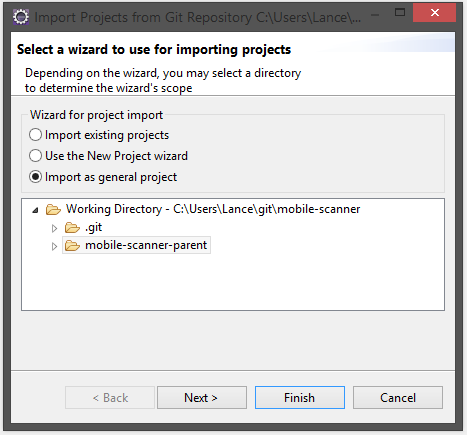 Import Projects from Git Repository C:\Users\Lance\...
Select a wizard to use for importing projects
Depending on the wizard, you may select a directory
to determine the wizard's scope
Wizard for project import
Import existing projects
Use the New Project wizard
Import as general project
Working Directory - C:\Users\Lance\git\mobile-scanner
.git
mobile-scanner-parent
< Back Next > Finish Cancel